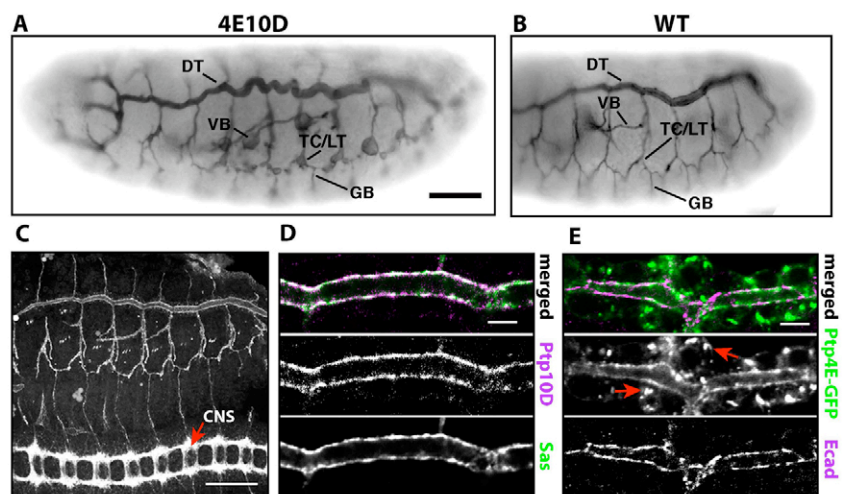 A 4E10D
B WT
DT
VB
TC/LT
GB
DT
VB
TC/LT
GB
C
CNS
D
merged
Ptp10D
Sas
E
merged
Ptp4E-GFP
Ecad